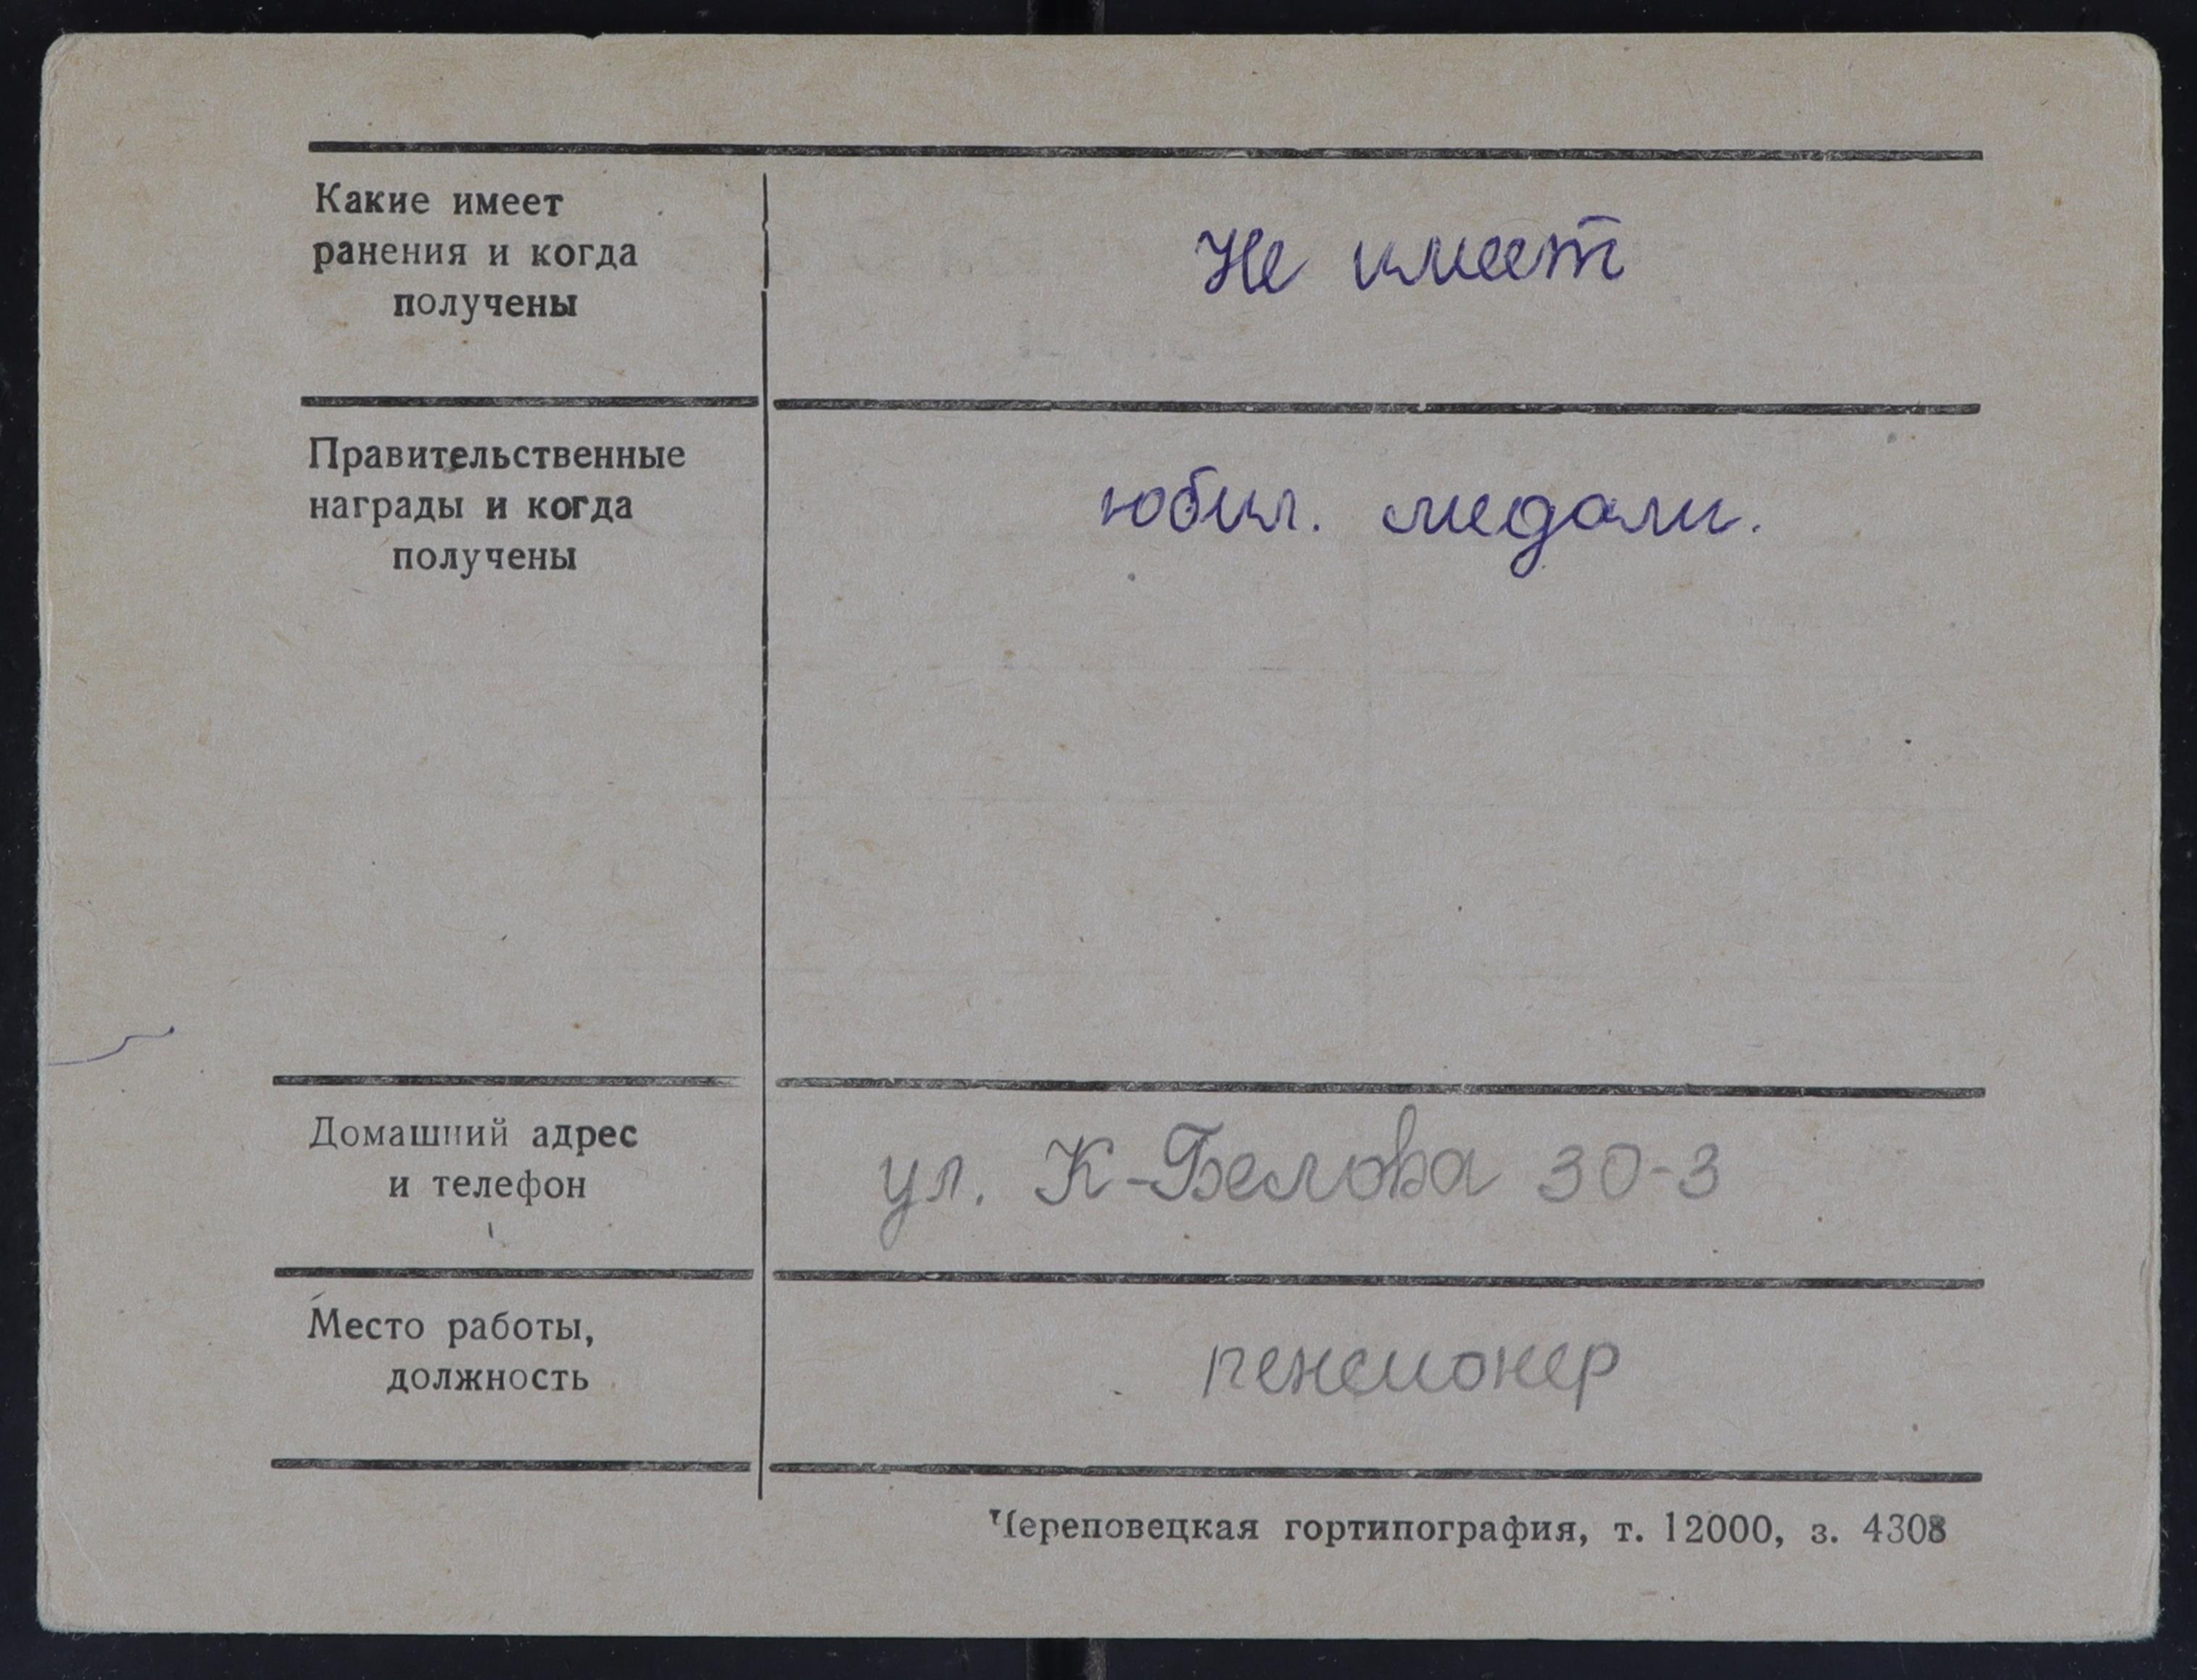 Какие имеет
ранения и когда
получены
Не имеет
Правительственные
награды и когда
получены
юбил. медали.
Домашний адрес
и телефон
ул. К-Белова 30-3
Место работы,
должность
пенсионер
Череповецкая гортипография, т. 12000, з. 4308